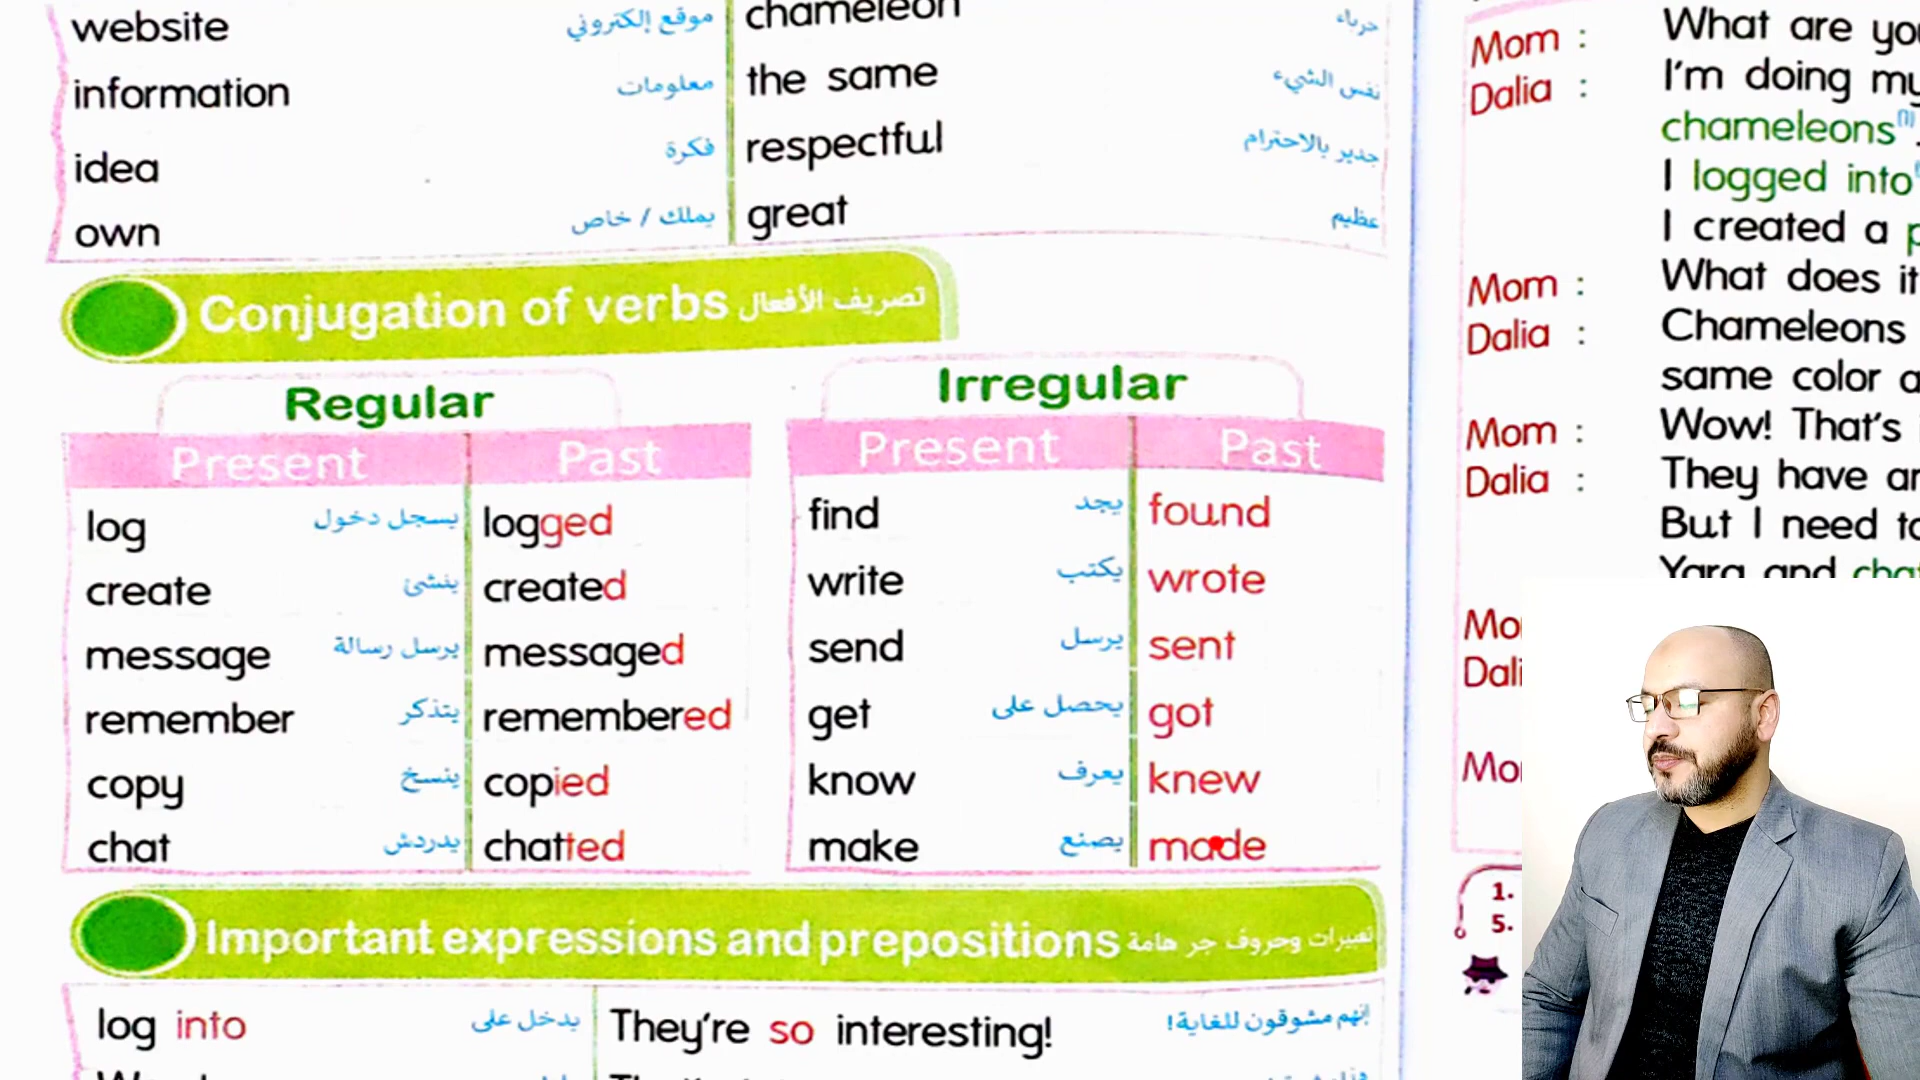 website موقع إلكتروني chameleon حرباء
information معلومات the same نفس الشيء
idea فكرة respectful جدير بالاحترام
own يملك / خاص great عظيم
Conjugation of verbs تصريف الأفعال
Regular
Present Past
log يسجل دخول logged
create ينشئ created
message يرسل رسالة messaged
remember يتذكر remembered
copy ينسخ copied
chat يدردش chatted
Irregular
Present Past
find يجد found
write يكتب wrote
send يرسل sent
get يحصل على got
know يعرف knew
make يصنع made
Important expressions and prepositions تعبيرات وحروف جر هامة
log into يدخل على They're so interesting! إنهم مشوقون للغاية!
Mom : What are
Dalia : I'm doing my
chameleons(1)
I logged into
I created a
Mom : What does it
Dalia : Chameleons
same color
Mom : Wow! That's
Dalia : They have
But I need
Yara and
1.
5.